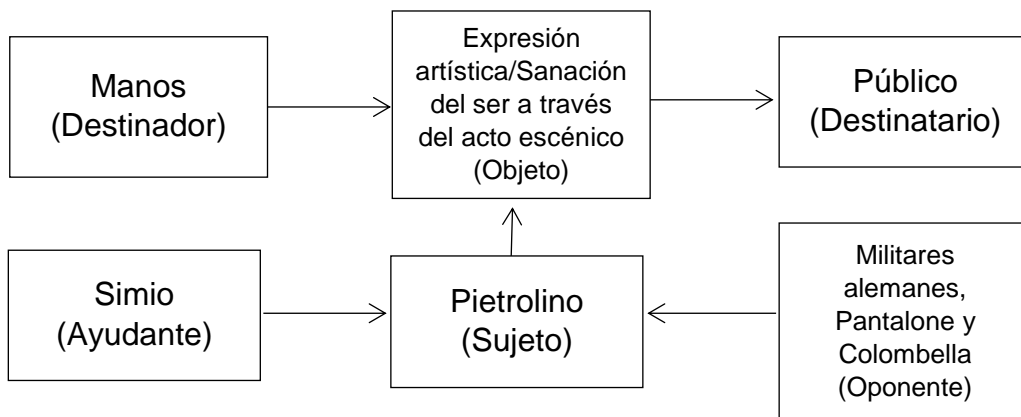 Manos
(Destinador)
Expresión
artística/Sanación
del ser a través
del acto escénico
(Objeto)
Público
(Destinatario)
Simio
(Ayudante)
Pietrolino
(Sujeto)
Militares
alemanes,
Pantalone y
Colombella
(Oponente)